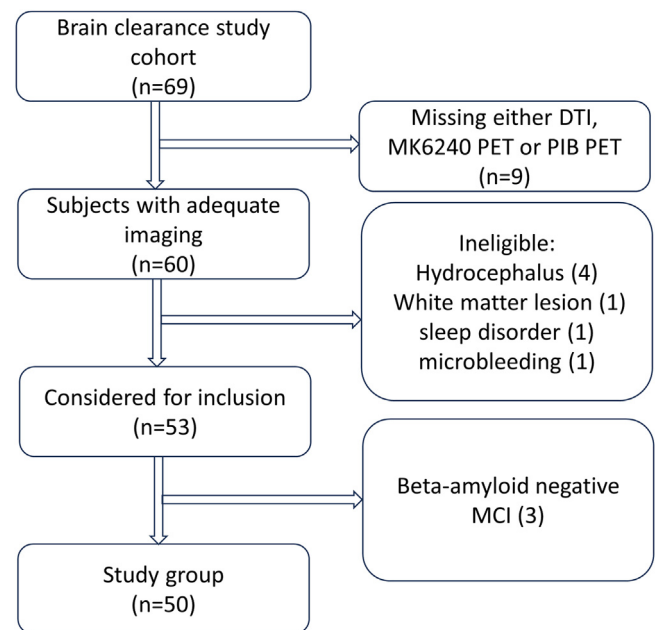 Brain clearance study
cohort
(n=69)
Missing either DTI,
MK6240 PET or PIB PET
(n=9)
Subjects with adequate
imaging
(n=60)
Ineligible:
Hydrocephalus (4)
White matter lesion (1)
sleep disorder (1)
microbleeding (1)
Considered for inclusion
(n=53)
Beta-amyloid negative
MCI (3)
Study group
(n=50)